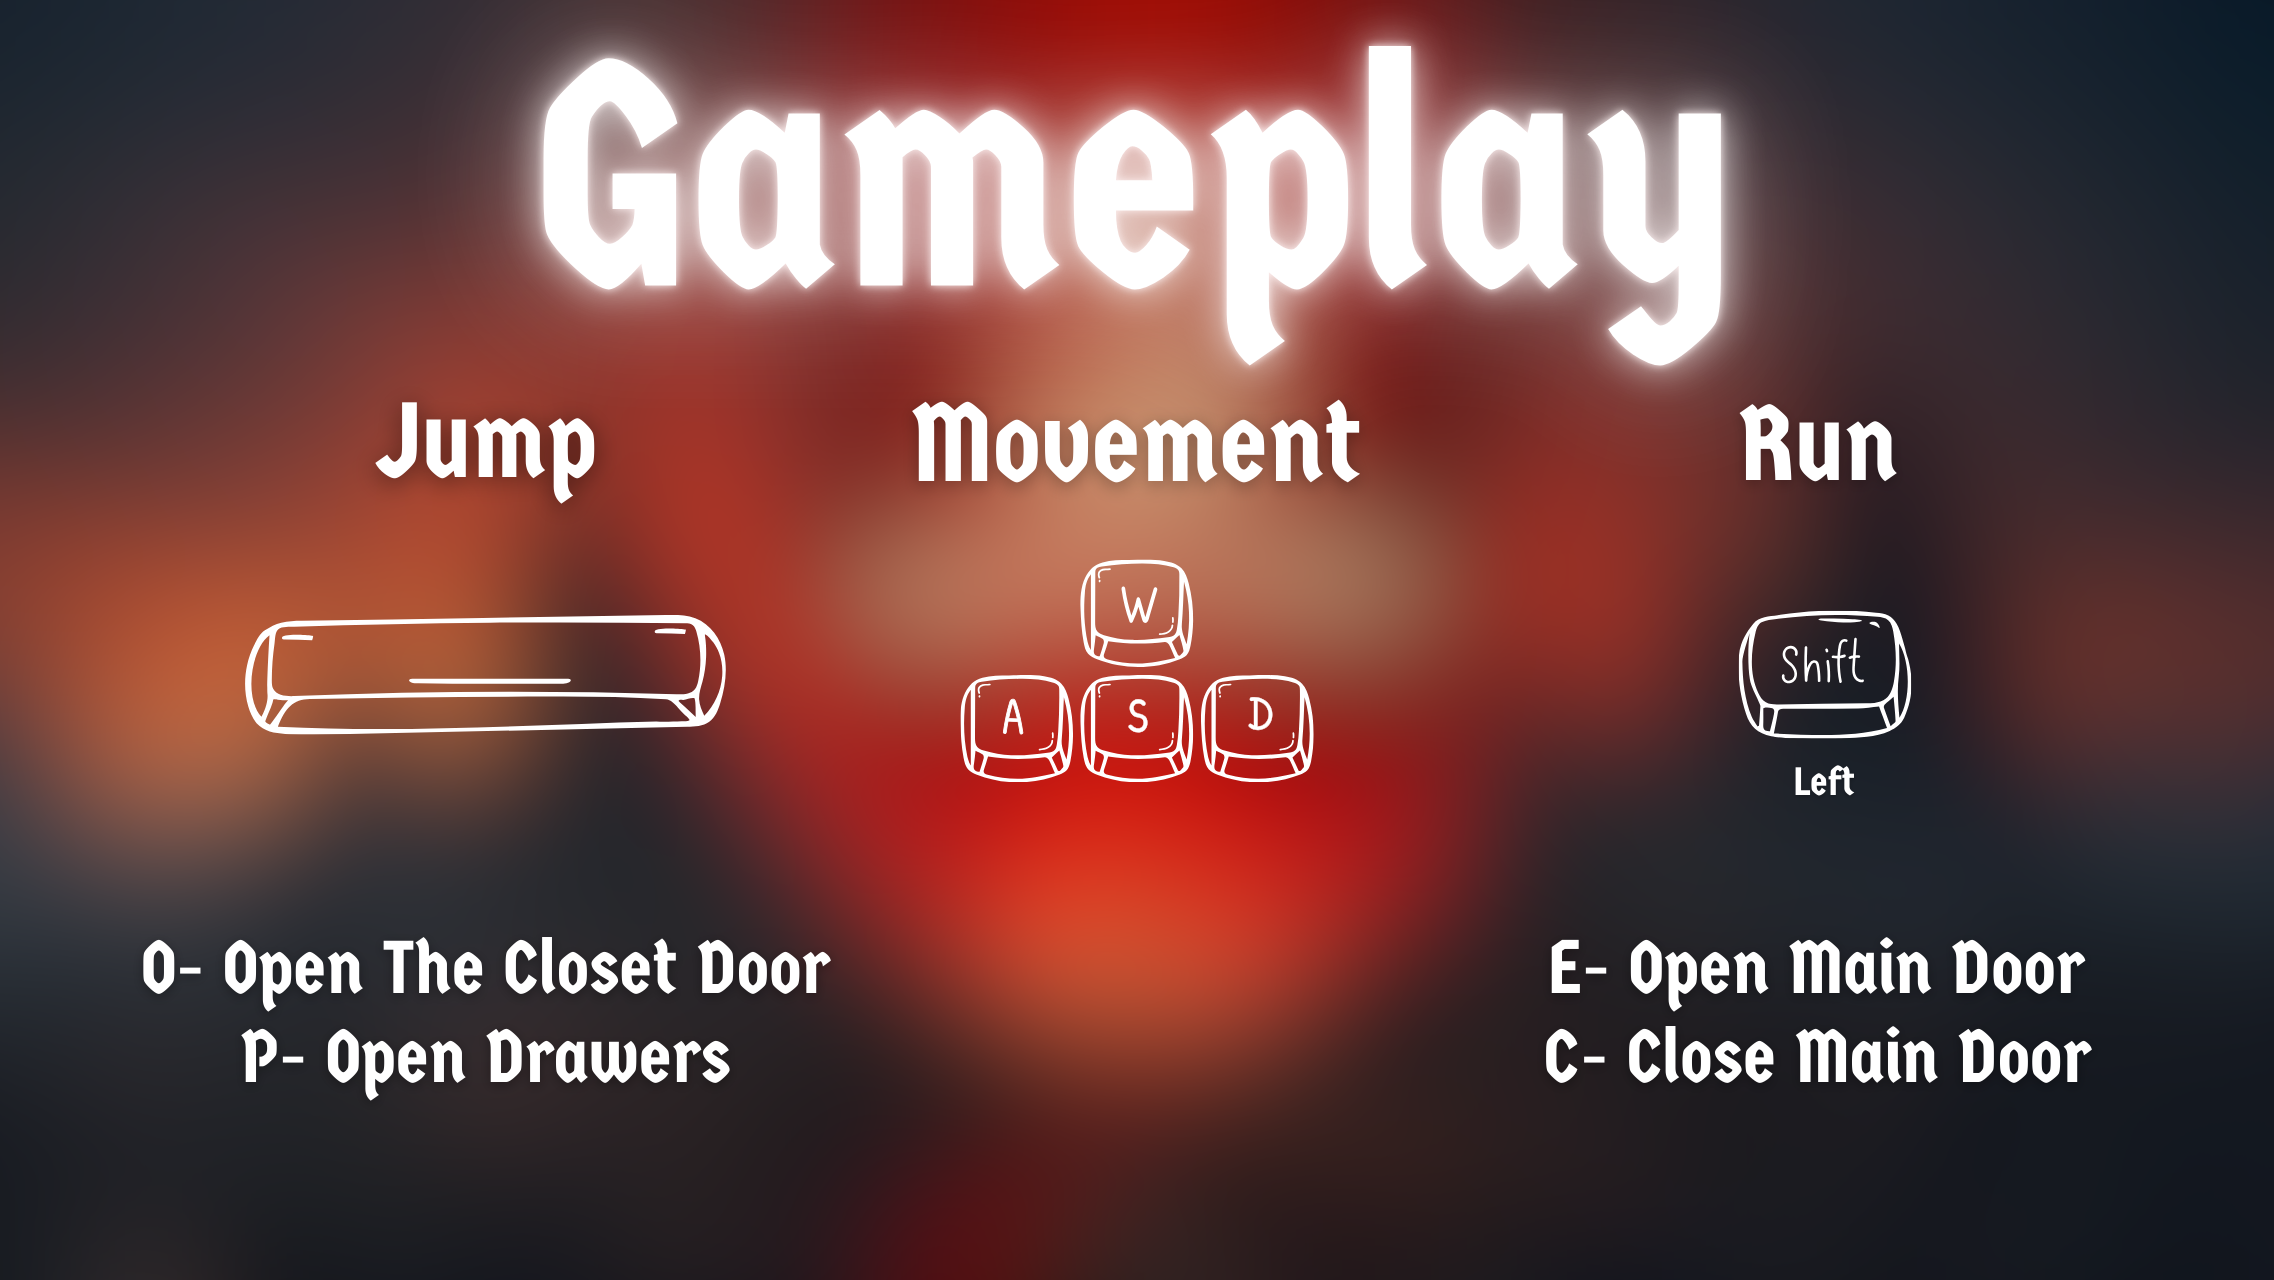 Gameplay
Jump
Movement
Run
W
A S D
Shift
Left
O- Open The Closet Door
P- Open Drawers
E- Open Main Door
C- Close Main Door